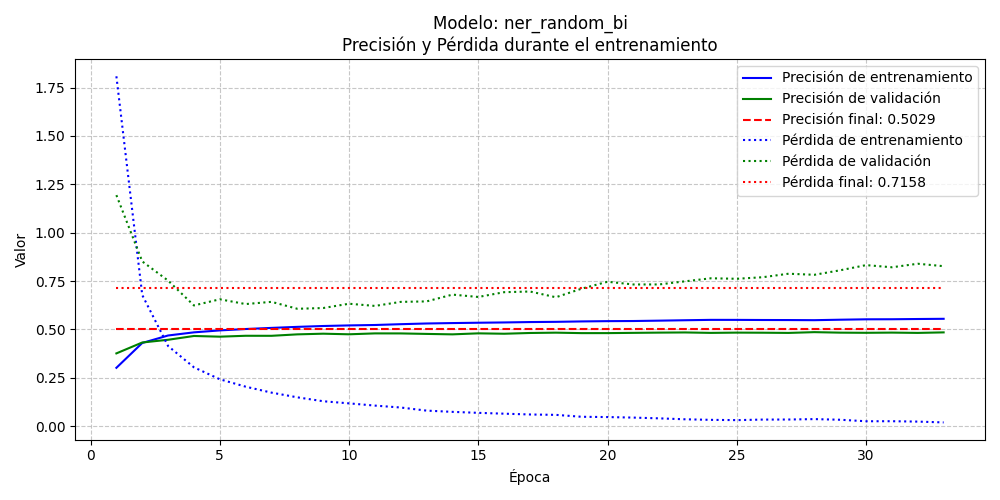 Modelo: ner_random_bi
Precisión y Pérdida durante el entrenamiento
Precisión de entrenamiento
Precisión de validación
Precisión final: 0.5029
Pérdida de entrenamiento
Pérdida de validación
Pérdida final: 0.7158
Valor
1.75
1.50
1.25
1.00
0.75
0.50
0.25
0.00
0 5 10 15 20 25 30
Época